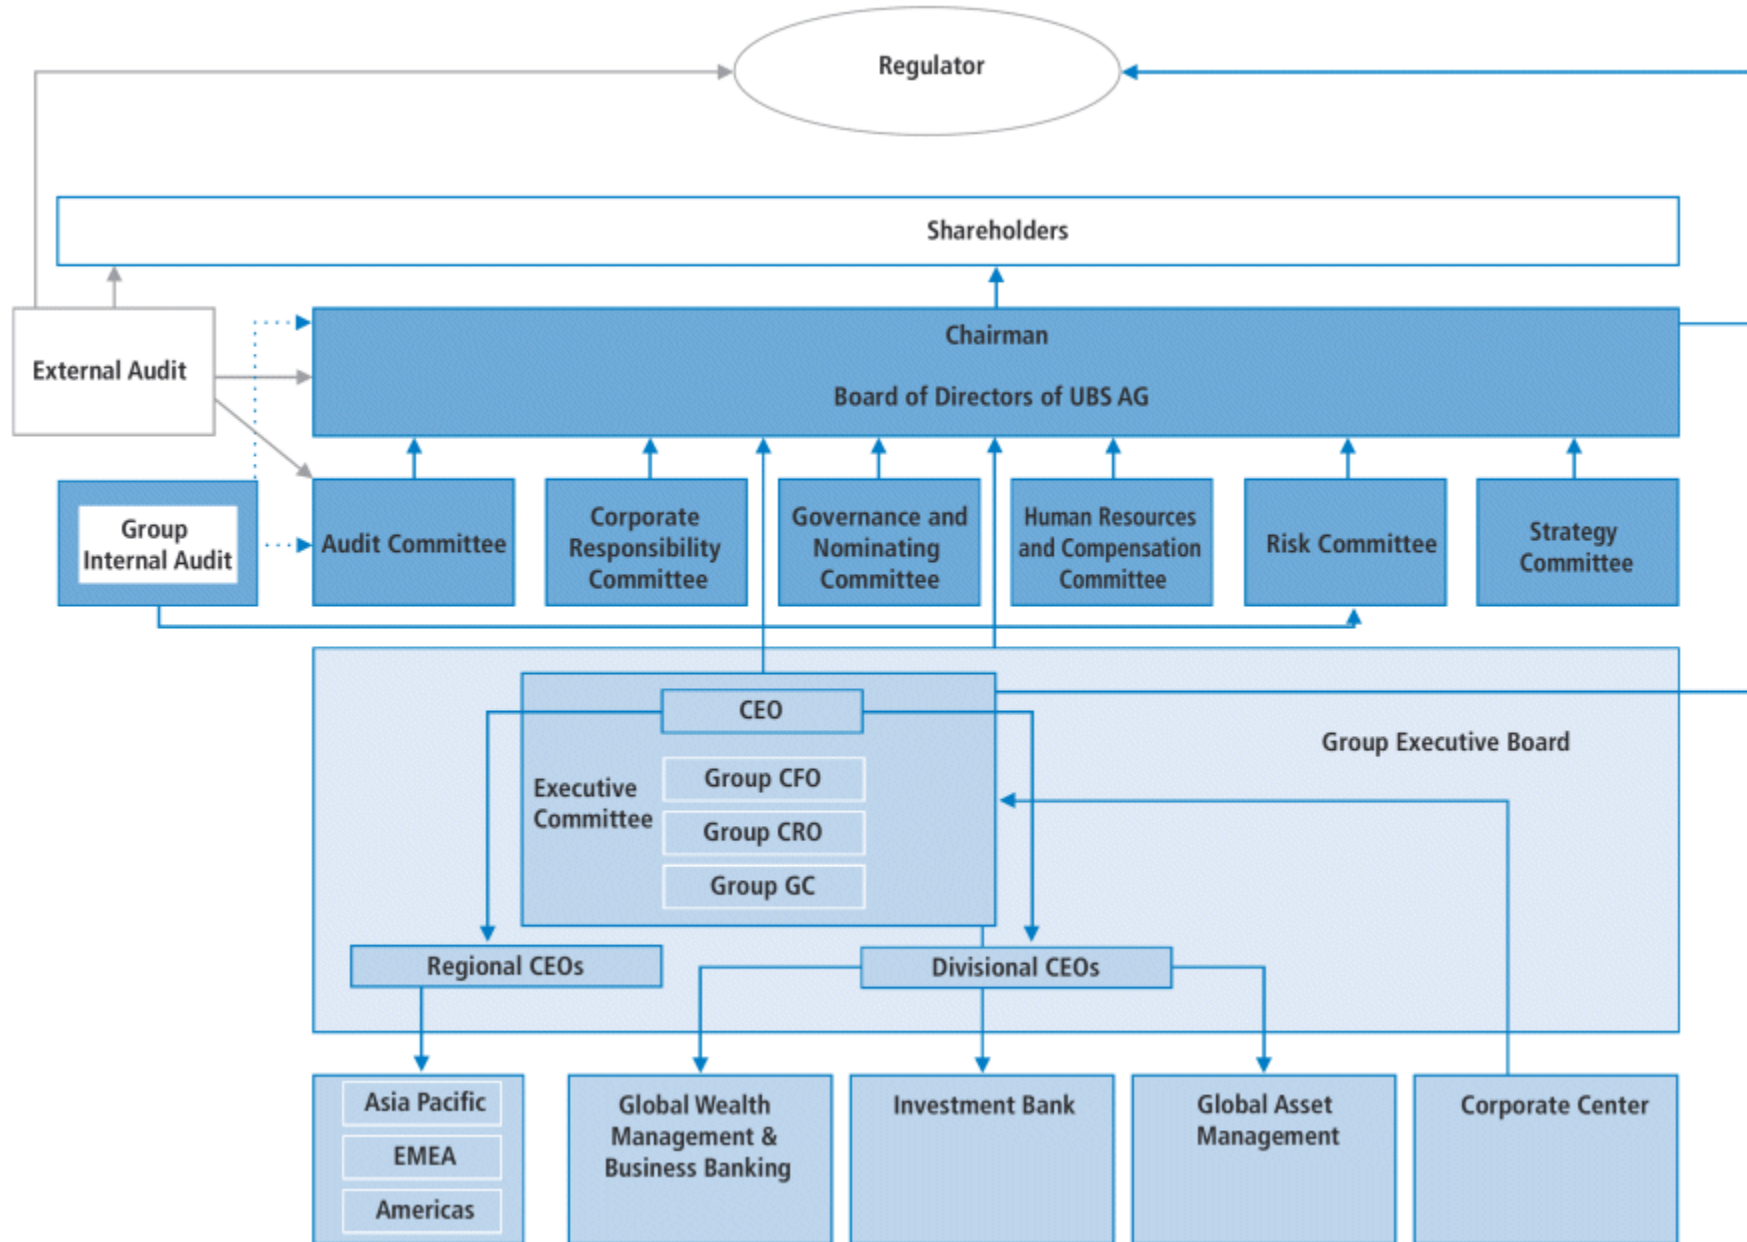 Regulator
Shareholders
External Audit
Chairman
Board of Directors of UBS AG
Group
Internal Audit
Audit Committee
Corporate
Responsibility
Committee
Governance and
Nominating
Committee
Human Resources
and Compensation
Committee
Risk Committee
Strategy
Committee
CEO
Group Executive Board
Executive
Committee
Group CFO
Group CRO
Group GC
Regional CEOs
Divisional CEOs
Asia Pacific
EMEA
Americas
Global Wealth
Management &
Business Banking
Investment Bank
Global Asset
Management
Corporate Center